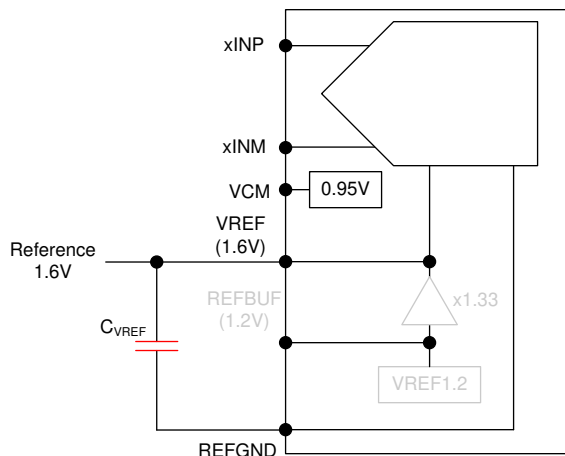 xINP
xINM
VCM
0.95V
VREF
(1.6V)
Reference
1.6V
REFBUF
(1.2V)
x1.33
CVREF
VREF1.2
REFGND